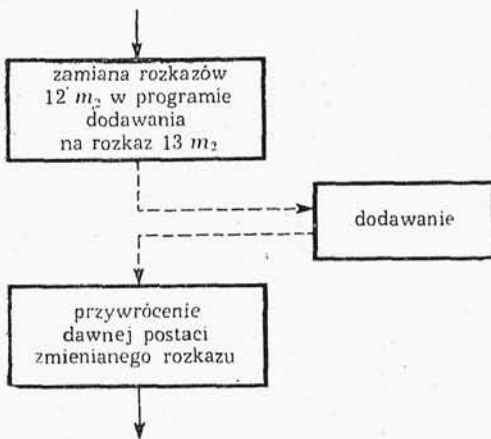 zamiana rozkazów
12 m₂ w programie
dodawania
na rozkaz 13 m₂
dodawanie
przywrócenie
dawnej postaci
zmienianego rozkazu